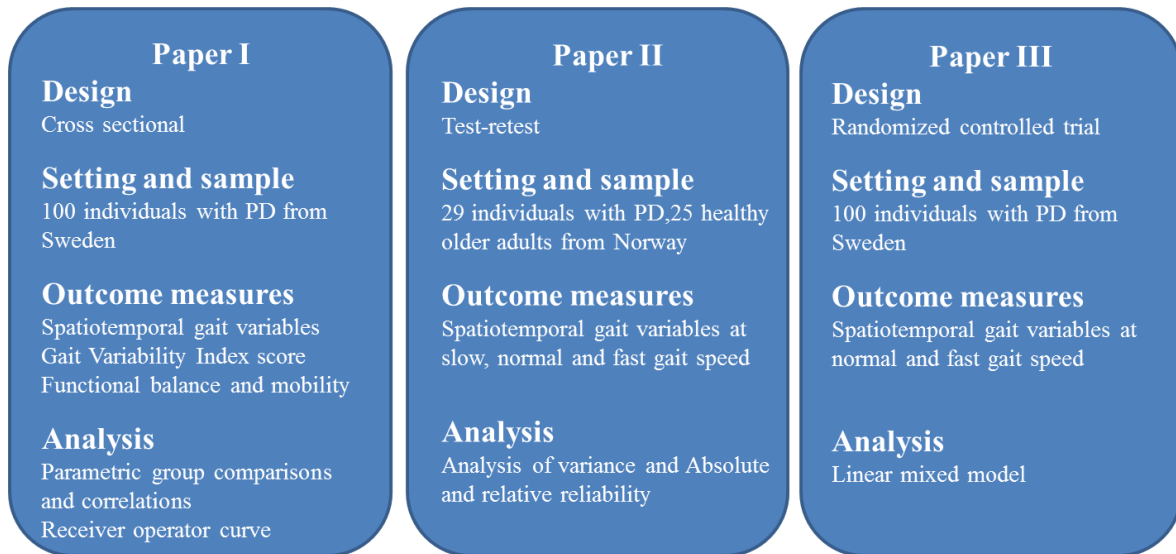 Paper I
Design
Cross sectional
Setting and sample
100 individuals with PD from
Sweden
Outcome measures
Spatiotemporal gait variables
Gait Variability Index score
Functional balance and mobility
Analysis
Parametric group comparisons
and correlations
Receiver operator curve
Paper II
Design
Test-retest
Setting and sample
29 individuals with PD,25 healthy
older adults from Norway
Outcome measures
Spatiotemporal gait variables at
slow, normal and fast gait speed
Analysis
Analysis of variance and Absolute
and relative reliability
Paper III
Design
Randomized controlled trial
Setting and sample
100 individuals with PD from
Sweden
Outcome measures
Spatiotemporal gait variables at
normal and fast gait speed
Analysis
Linear mixed model